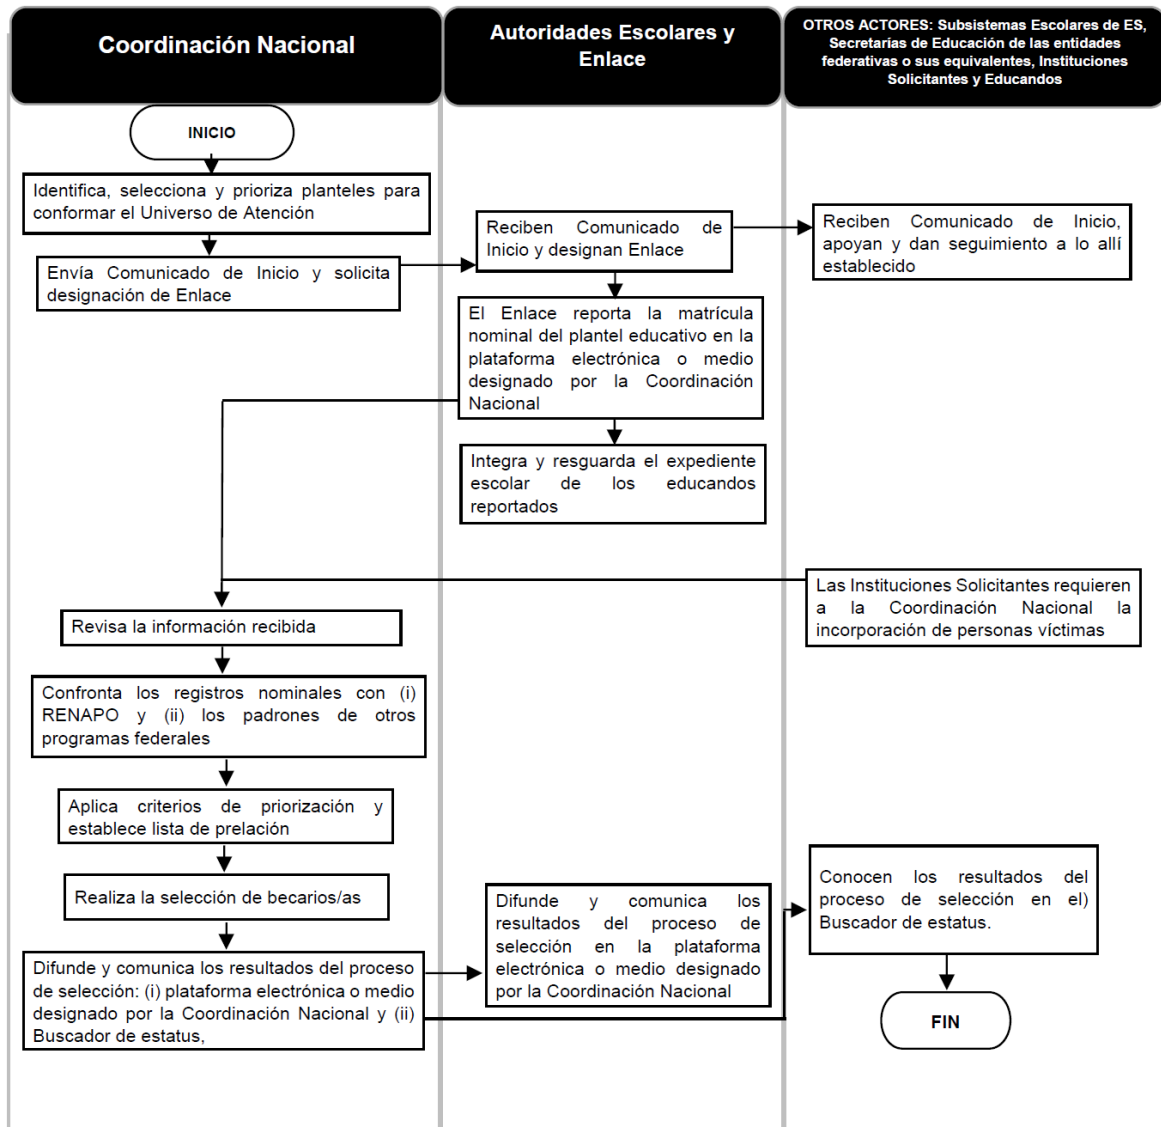 Coordinación Nacional
Autoridades Escolares y
Enlace
OTROS ACTORES: Subsistemas Escolares de ES,
Secretarías de Educación de las entidades
federativas o sus equivalentes, Instituciones
Solicitantes y Educandos
INICIO
Identifica, selecciona y prioriza planteles para
conformar el Universo de Atención
Envía Comunicado de Inicio y solicita
designación de Enlace
Reciben Comunicado de
Inicio y designan Enlace
Reciben Comunicado de Inicio,
apoyan y dan seguimiento a lo allí
establecido
El Enlace reporta la matrícula
nominal del plantel educativo en la
plataforma electrónica o medio
designado por la Coordinación
Nacional
Integra y resguarda el expediente
escolar de los educandos
reportados
Las Instituciones Solicitantes requieren
a la Coordinación Nacional la
incorporación de personas víctimas
Revisa la información recibida
Confronta los registros nominales con (i)
RENAPO y (ii) los padrones de otros
programas federales
Aplica criterios de priorización y
establece lista de prelación
Realiza la selección de becarios/as
Difunde y comunica los resultados del proceso
de selección: (i) plataforma electrónica o medio
designado por la Coordinación Nacional y (ii)
Buscador de estatus,
Difunde y comunica los
resultados del proceso de
selección en la plataforma
electrónica o medio designado
por la Coordinación Nacional
Conocen los resultados del
proceso de selección en el)
Buscador de estatus.
FIN